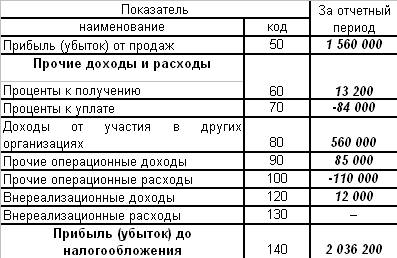 Показатель За отчетный
наименование код период
Прибыль (убыток) от продаж 50 1 560 000
Прочие доходы и расходы
Проценты к получению 60 13 200
Проценты к уплате 70 -84 000
Доходы от участия в других
организациях 80 560 000
Прочие операционные доходы 90 85 000
Прочие операционные расходы 100 -110 000
Внереализационные доходы 120 12 000
Внереализационные расходы 130 –
Прибыль (убыток) до
налогообложения 140 2 036 200